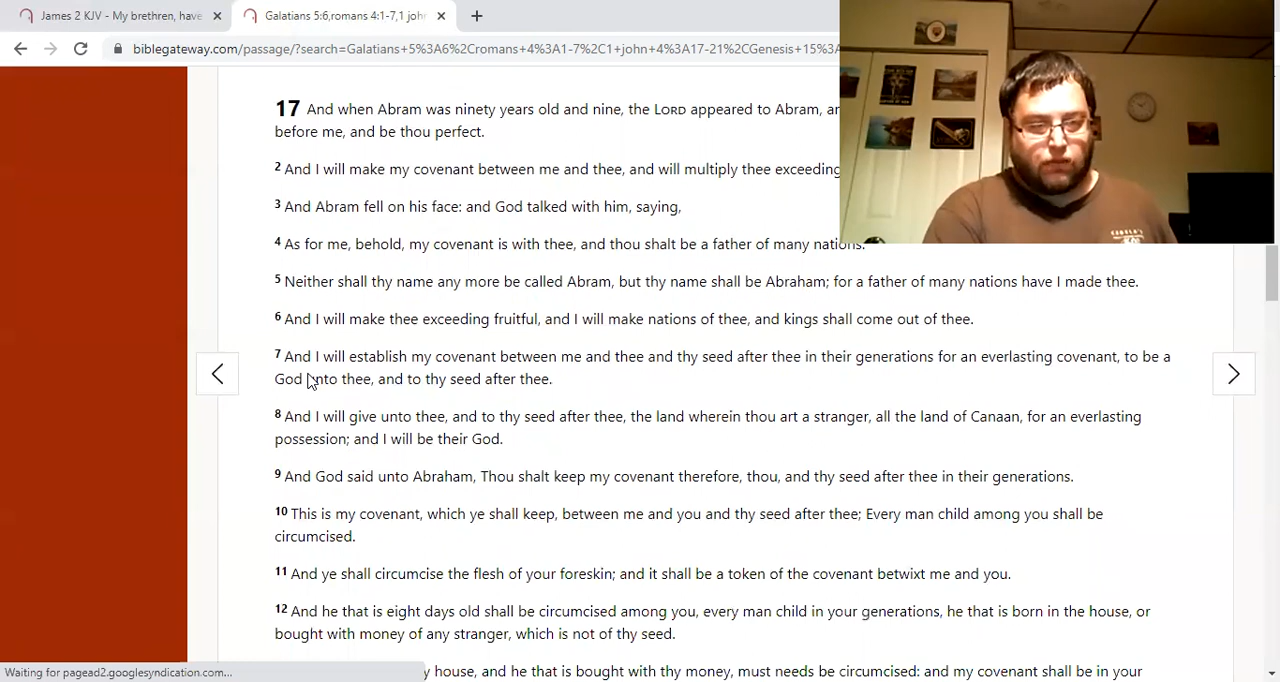 James 2 KJV - My brethren, have
Galatians 5:6,romans 4:1-7,1 joh
biblegateway.com/passage/?search=Galatians+5%3A6%2Cromans+4%3A1-7%2C1+john+4%3A17-21%2CGenesis+15%3A
17 And when Abram was ninety years old and nine, the LORD appeared to Abram,
before me, and be thou perfect.
2 And I will make my covenant between me and thee, and will multiply thee
3 And Abram fell on his face: and God talked with him, saying,
4 As for me, behold, my covenant is with thee, and thou shalt be a father of many nations.
5 Neither shall thy name any more be called Abram, but thy name shall be Abraham; for a father of many nations have I made thee.
6 And I will make thee exceeding fruitful, and I will make nations of thee, and kings shall come out of thee.
7 And I will establish my covenant between me and thee and thy seed after thee in their generations for an everlasting covenant, to be a
God unto thee, and to thy seed after thee.
8 And I will give unto thee, and to thy seed after thee, the land wherein thou art a stranger, all the land of Canaan, for an everlasting
possession; and I will be their God.
9 And God said unto Abraham, Thou shalt keep my covenant therefore, thou, and thy seed after thee in their generations.
10 This is my covenant, which ye shall keep, between me and you and thy seed after thee; Every man child among you shall be
circumcised.
11 And ye shall circumcise the flesh of your foreskin; and it shall be a token of the covenant betwixt me and you.
12 And he that is eight days old shall be circumcised among you, every man child in your generations, he that is born in the house, or
bought with money of any stranger, which is not of thy seed.
y house, and he that is bought with thy money, must needs be circumcised: and my covenant shall be in your
Waiting for pagead2.googlesyndication.com...